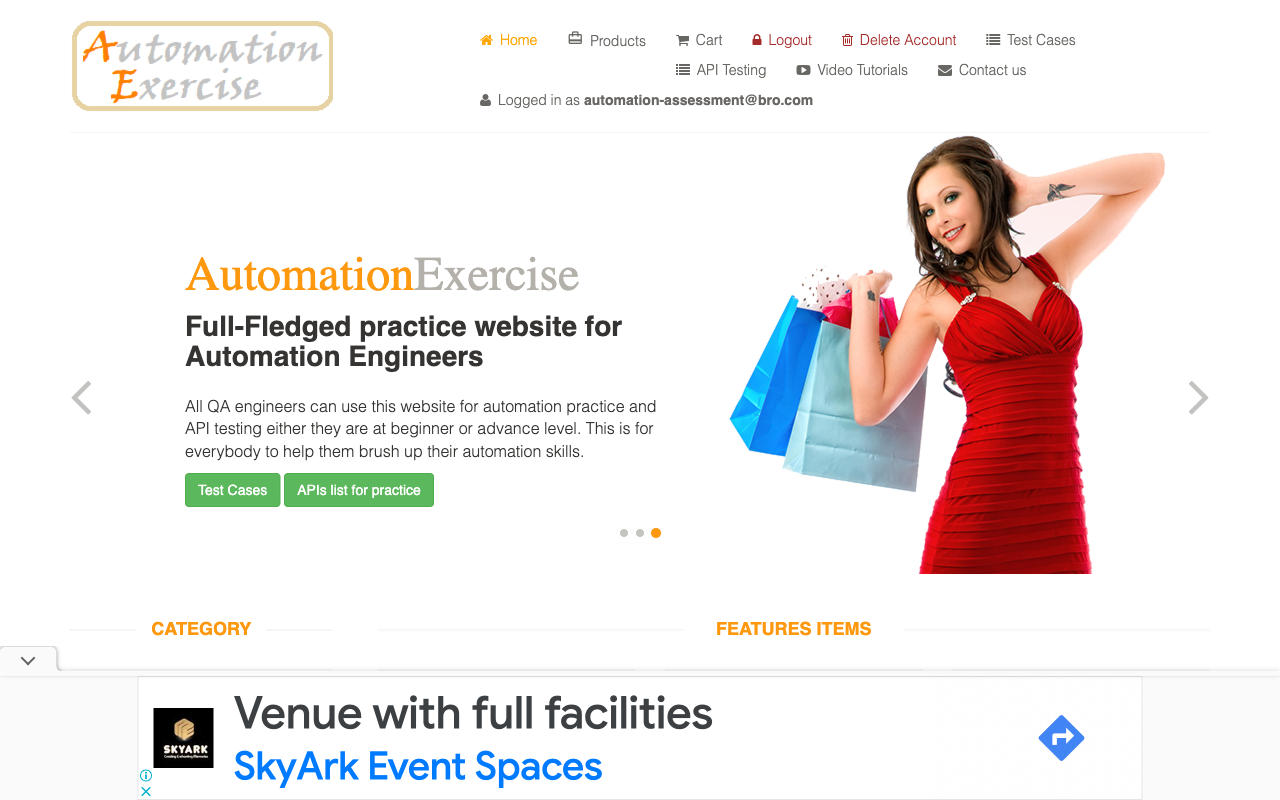 Automation
Exercise
Home Products Cart Logout Delete Account Test Cases
API Testing Video Tutorials Contact us
Logged in as automation-assessment@bro.com
AutomationExercise
Full-Fledged practice website for
Automation Engineers
All QA engineers can use this website for automation practice and
API testing either they are at beginner or advance level. This is for
everybody to help them brush up their automation skills.
Test Cases APIs list for practice
CATEGORY FEATURES ITEMS
Venue with full facilities
SKYARK
SkyArk Event Spaces